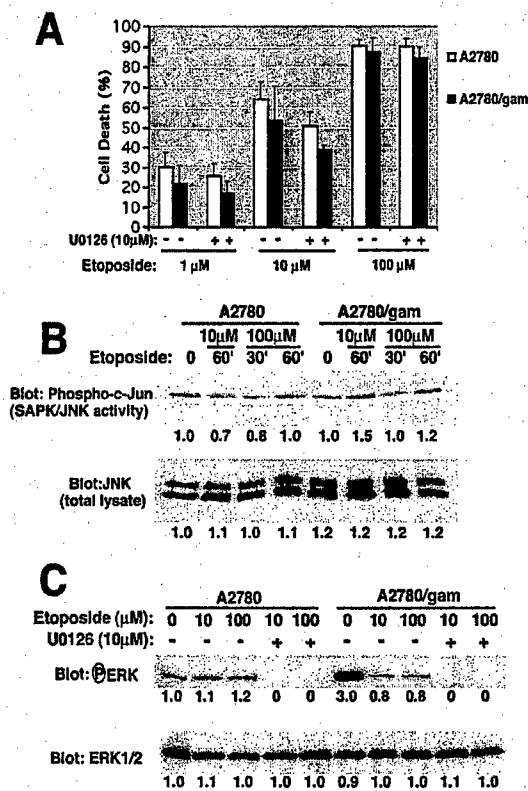 A
100
90
80
70
60
50
40
30
20
10
0
Cell Death (%)
A2780
A2780/gam
U0126 (10µM): - - + + - - + + - - + +
Etoposide: 1 µM 10 µM 100 µM
B
A2780 A2780/gam
10µM 100µM 10µM 100µM
Etoposide: 0 60' 30' 60' 0 60' 30' 60'
Blot: Phospho-c-Jun
(SAPK/JNK activity)
1.0 0.7 0.8 1.0 1.0 1.5 1.0 1.2
Blot:JNK
(total lysate)
1.0 1.1 1.0 1.1 1.2 1.2 1.2 1.2
C
A2780 A2780/gam
Etoposide (µM): 0 10 100 10 100 0 10 100 10 100
U0126 (10µM): - - - + + - - - + +
Blot: ⓅERK
1.0 1.1 1.2 0 0 3.0 0.8 0.8 0 0
Blot: ERK1/2
1.0 1.1 1.0 1.0 1.0 0.9 1.0 1.0 1.1 1.0